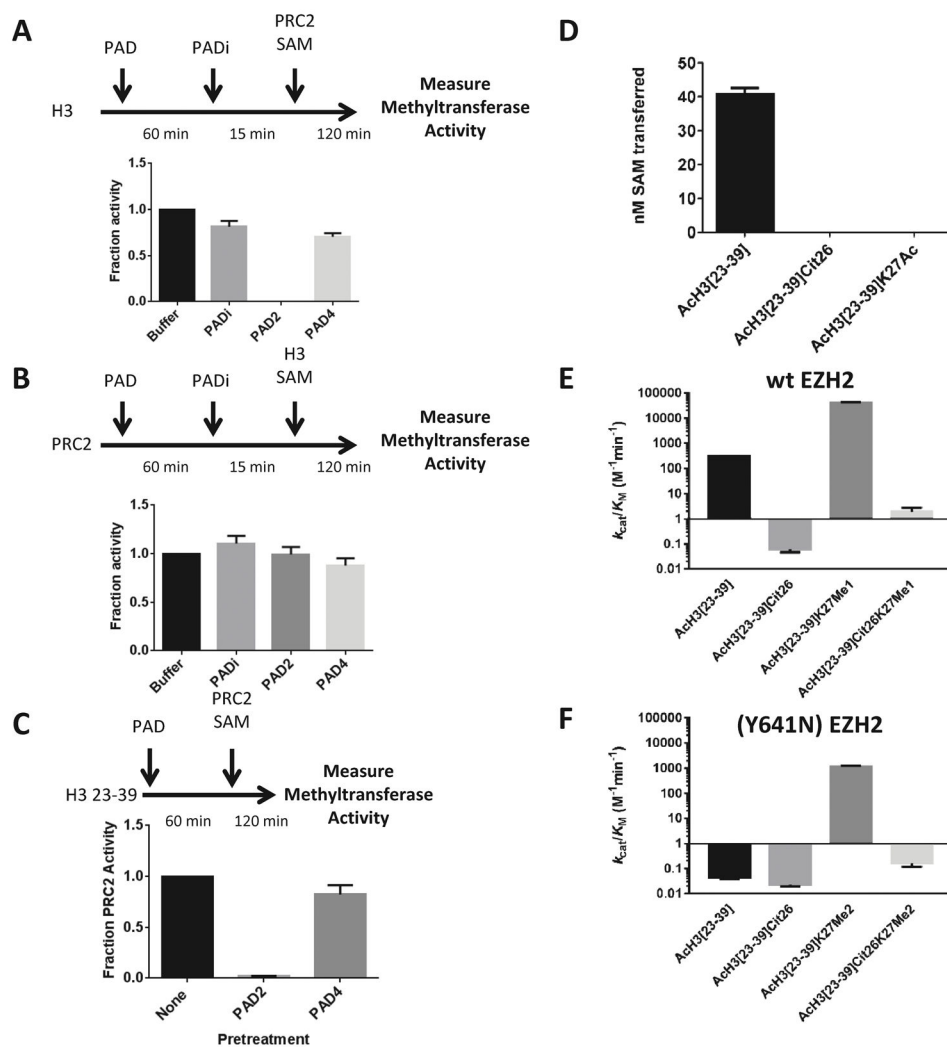 A
PAD
PADi
PRC2
SAM
H3
60 min
15 min
120 min
Measure
Methyltransferase
Activity
Fraction activity
1.5
1.0
0.5
0.0
Buffer
PADi
PAD2
PAD4
B
PAD
PADi
H3
SAM
PRC2
60 min
15 min
120 min
Measure
Methyltransferase
Activity
Fraction activity
1.5
1.0
0.5
0.0
Buffer
PADi
PAD2
PAD4
C
PAD
PRC2
SAM
H3 23-39
60 min
120 min
Measure
Methyltransferase
Activity
Fraction PRC2 Activity
1.5
1.0
0.5
0.0
None
PAD2
PAD4
Pretreatment
D
nM SAM transferred
50
40
30
20
10
0
AcH3[23-39]
AcH3[23-39]Cit26
AcH3[23-39]K27Ac
E
wt EZH2
kcat/KM (M⁻¹min⁻¹)
100000
10000
1000
100
10
1
0.1
0.01
AcH3[23-39]
AcH3[23-39]Cit26
AcH3[23-39]K27Me1
AcH3[23-39]Cit26K27Me1
F
(Y641N) EZH2
kcat/KM (M⁻¹min⁻¹)
100000
10000
1000
100
10
1
0.1
0.01
AcH3[23-39]
AcH3[23-39]Cit26
AcH3[23-39]K27Me2
AcH3[23-39]Cit26K27Me2